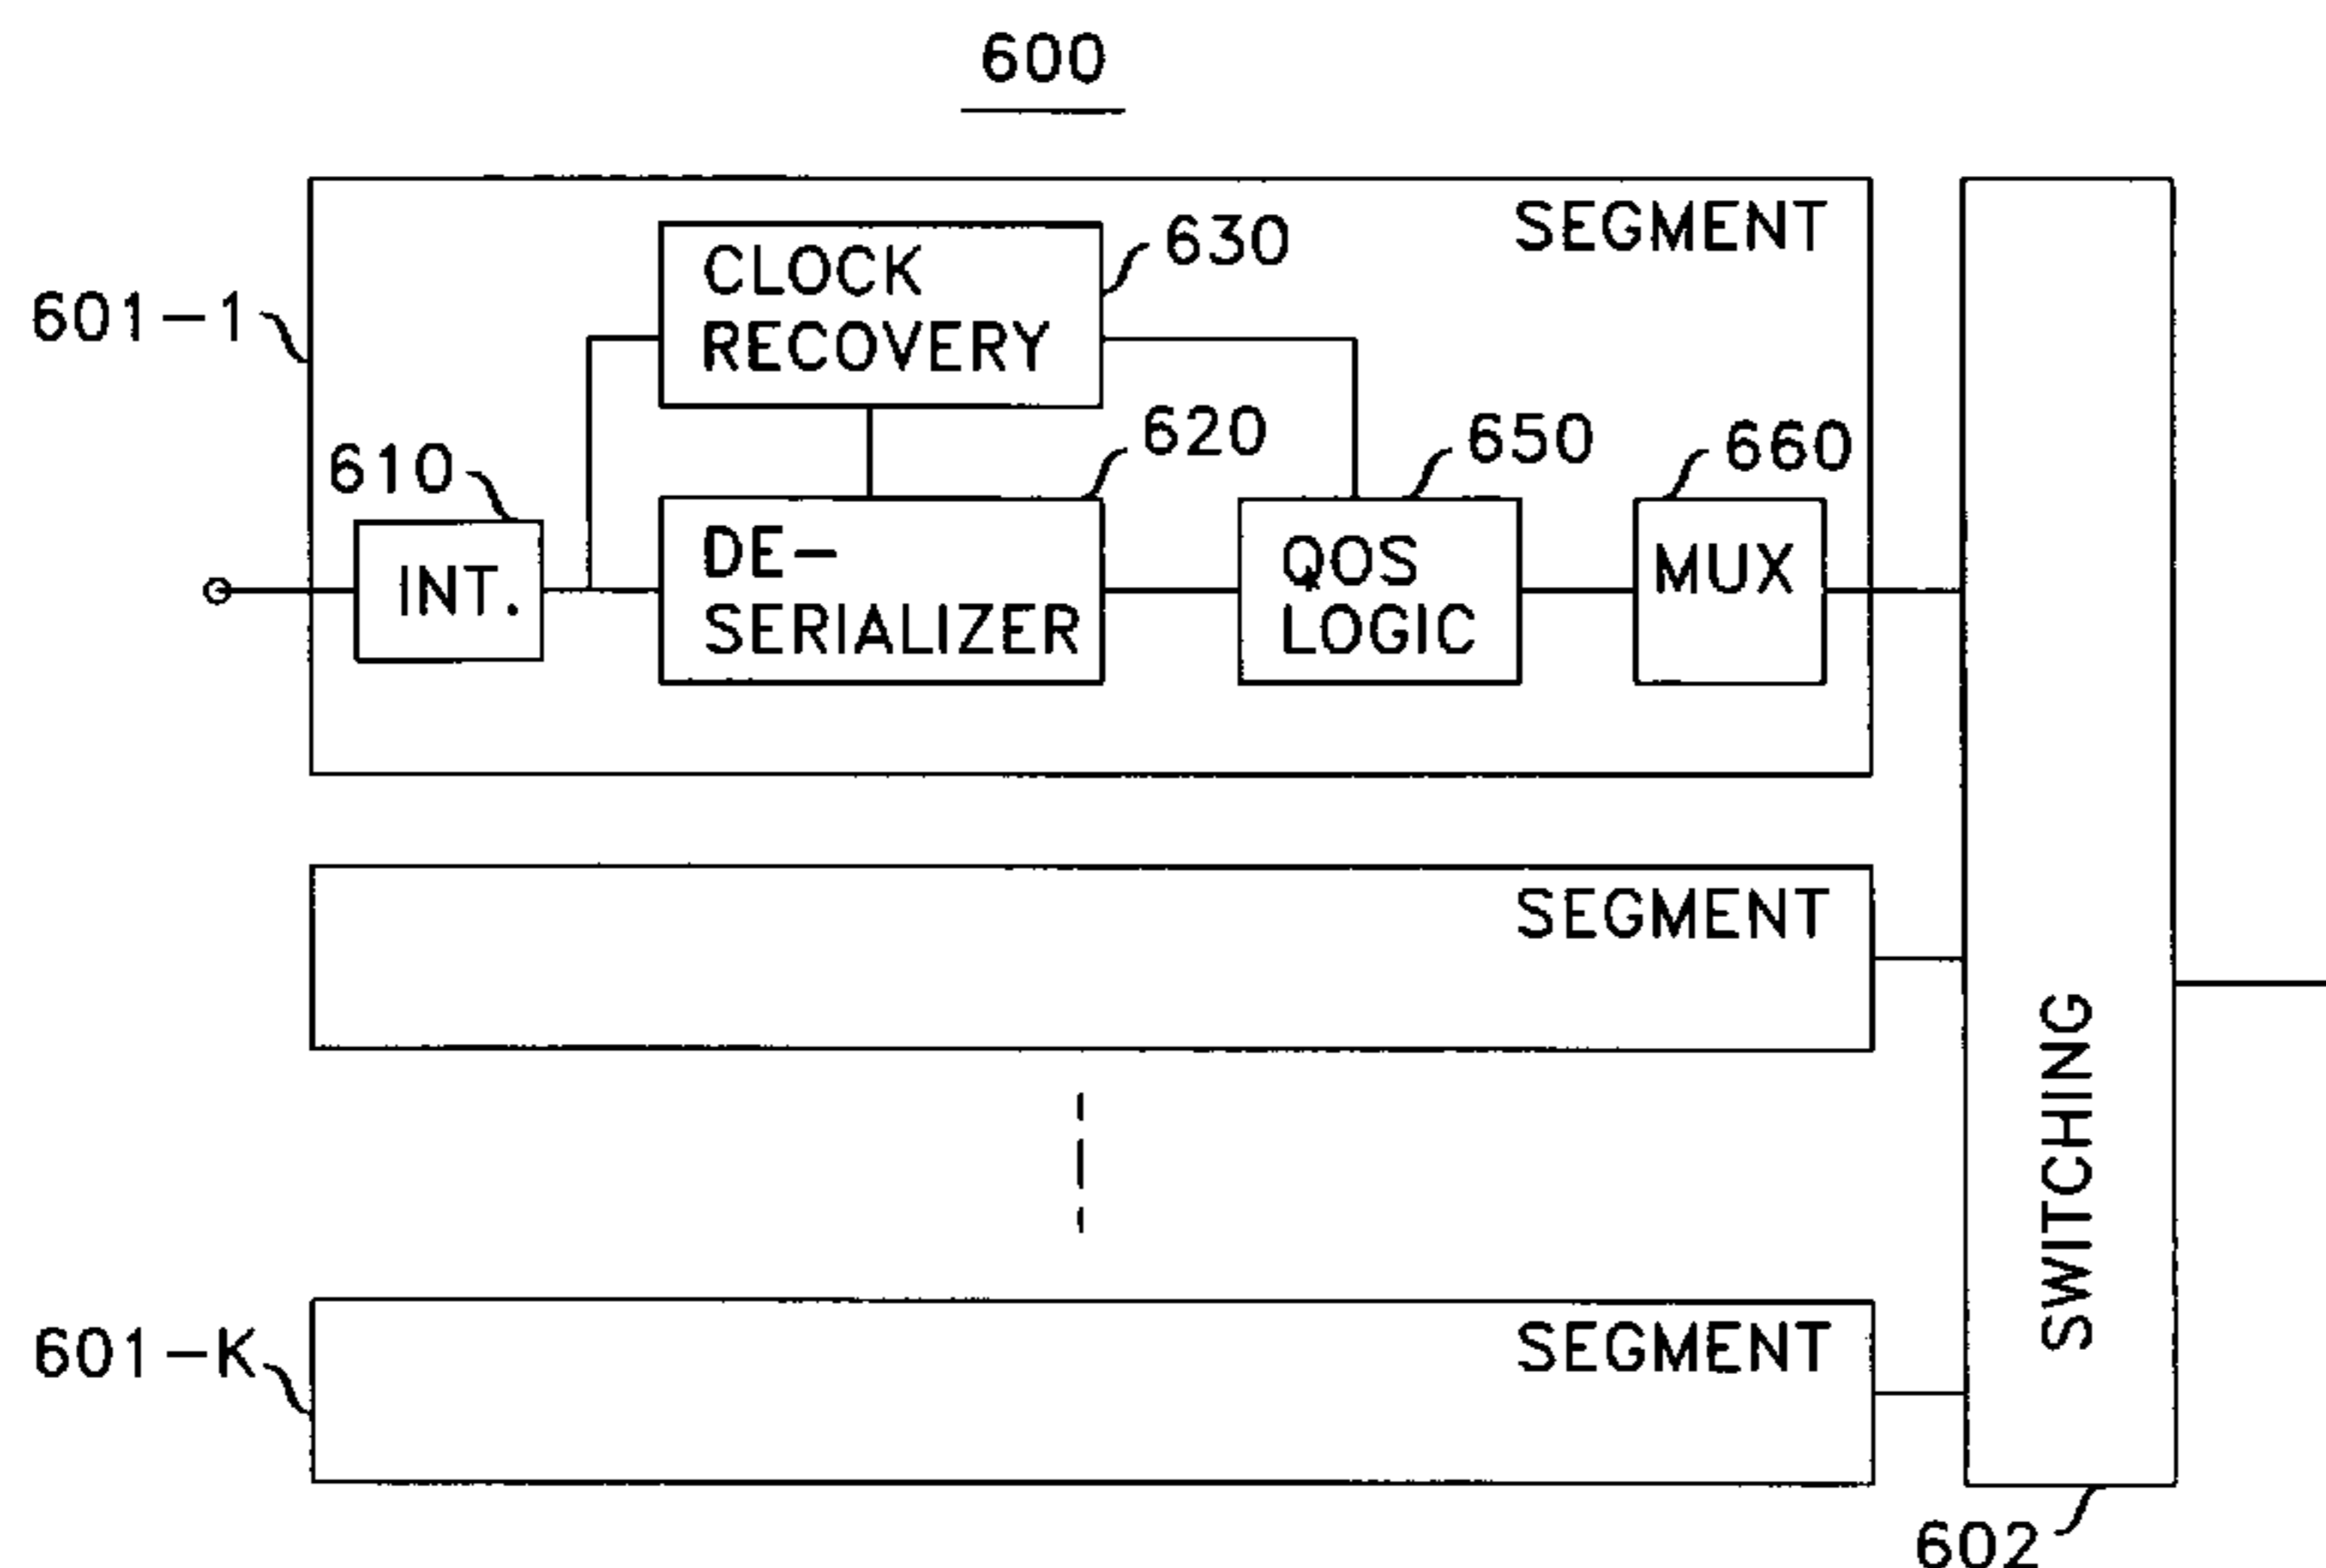 600
SEGMENT
CLOCK
RECOVERY
630
601-1
610
620
650
660
INT.
DE-
SERIALIZER
QOS
LOGIC
MUX
SEGMENT
SWITCHING
601-K
SEGMENT
602